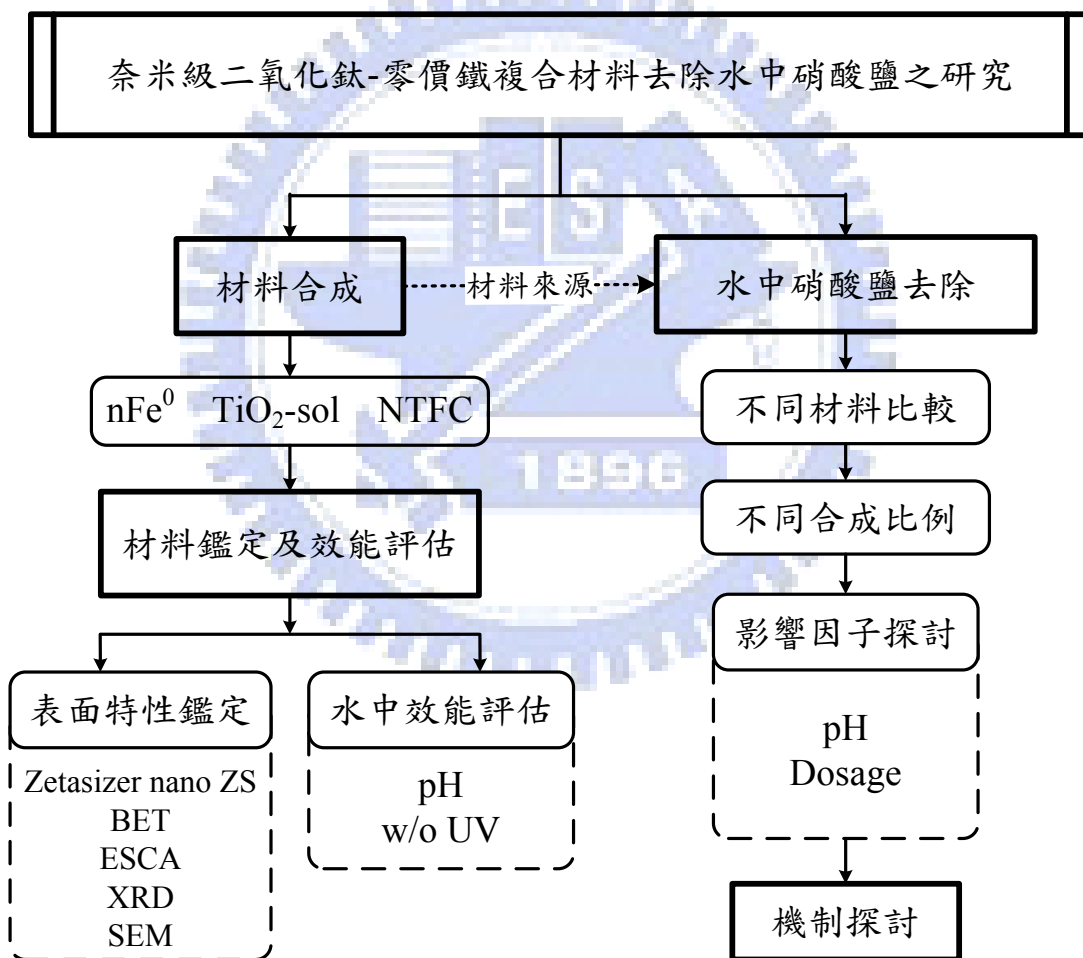 奈米級二氧化鈦-零價鐵複合材料去除水中硝酸鹽之研究
材料合成
材料來源
水中硝酸鹽去除
nFe⁰ TiO₂-sol NTFC
不同材料比較
材料鑑定及效能評估
不同合成比例
影響因子探討
pH
Dosage
機制探討
表面特性鑑定
Zetasizer nano ZS
BET
ESCA
XRD
SEM
水中效能評估
pH
w/o UV
ESA
1896